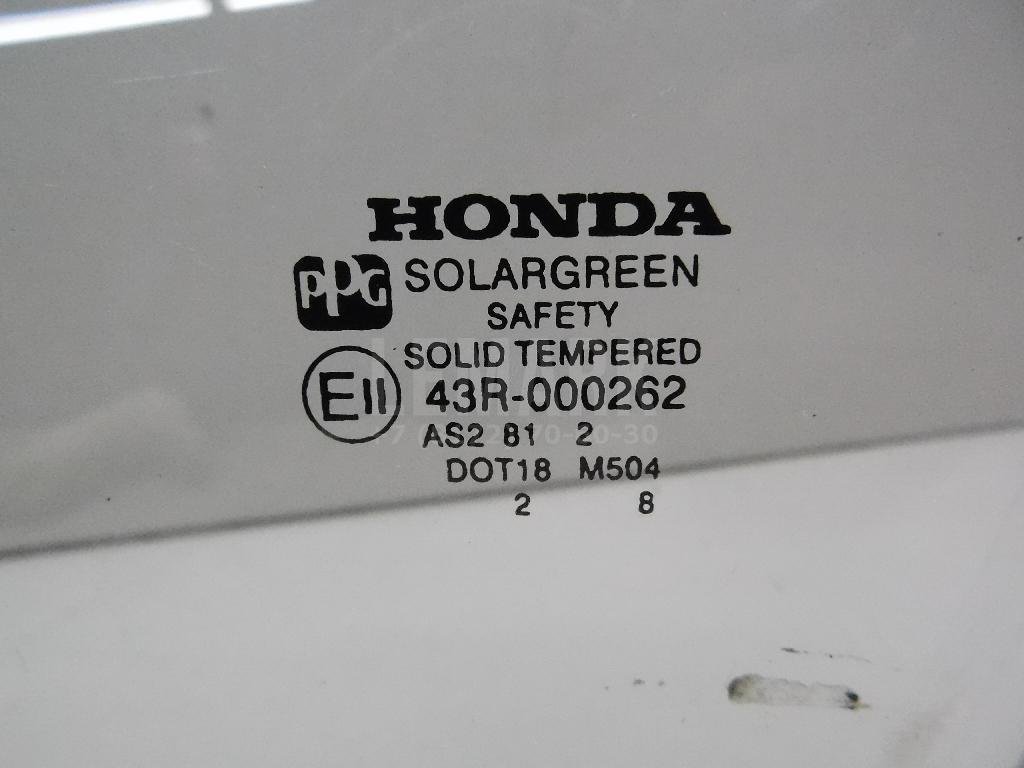 HONDA
PPG SOLARGREEN
SAFETY
SOLID TEMPERED
E11 43R-000262
AS2 81 2
DOT18 M504
2 8